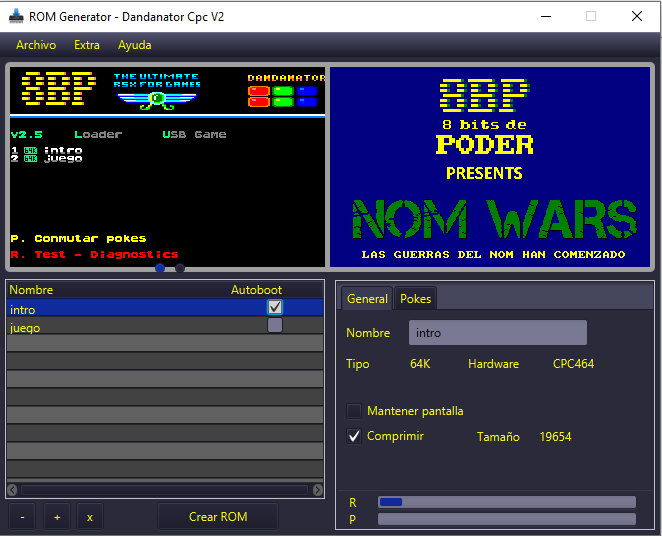 ROM Generator - Dandanator Cpc V2
Archivo Extra Ayuda
8BP
THE ULTIMATE
RSX FOR GAMES
DANDANATOR
v2.5 Loader USB Game
1 64K intro
2 64K juego
P. Conmutar pokes
R. Test - Diagnostics
8BP
8 bits de
PODER
PRESENTS
NOM WARS
LAS GUERRAS DEL NOM HAN COMENZADO
Nombre Autoboot
intro
juego
- + x Crear ROM
General Pokes
Nombre intro
Tipo 64K Hardware CPC464
Mantener pantalla
Comprimir Tamaño 19654
R
P